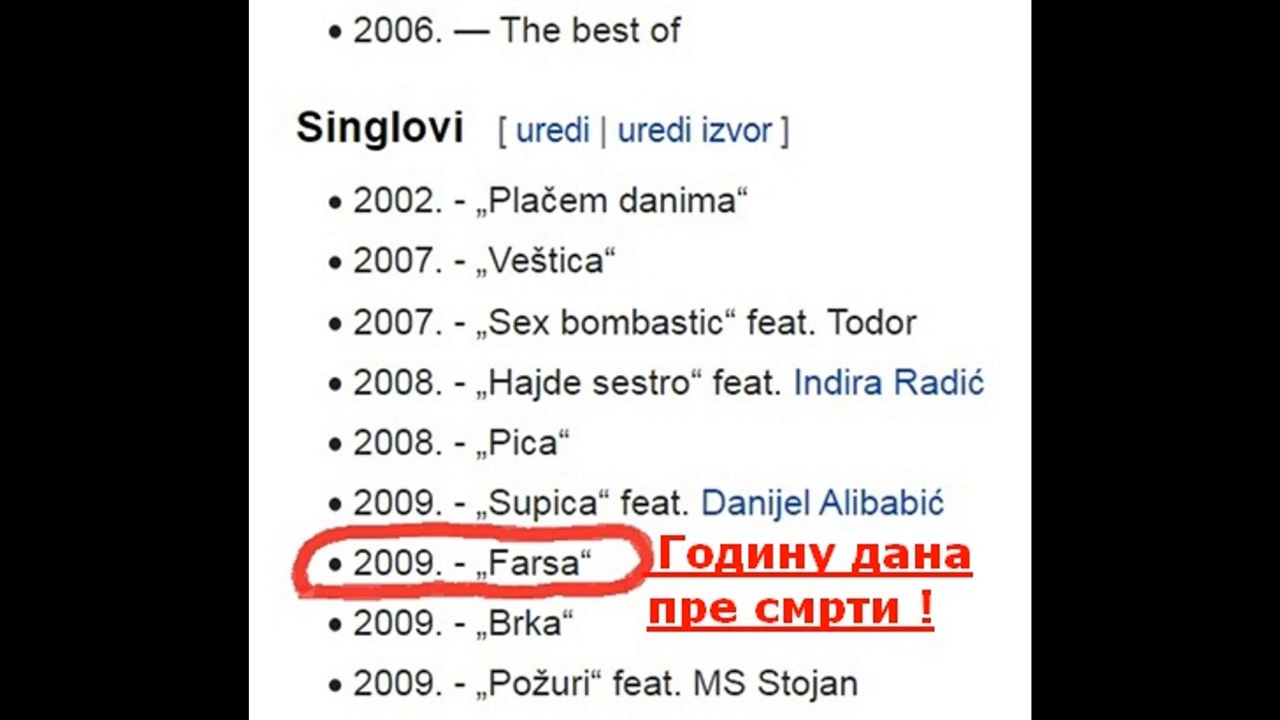 2006. — The best of
Singlovi [ uredi | uredi izvor ]
2002. - „Plačem danima“
2007. - „Veštica“
2007. - „Sex bombastic“ feat. Todor
2008. - „Hajde sestro“ feat. Indira Radić
2008. - „Pica“
2009. - „Supica“ feat. Danijel Alibabić
2009. - „Farsa“
Годину дана
пре смрти !
2009. - „Brka“
2009. - „Požuri“ feat. MS Stojan